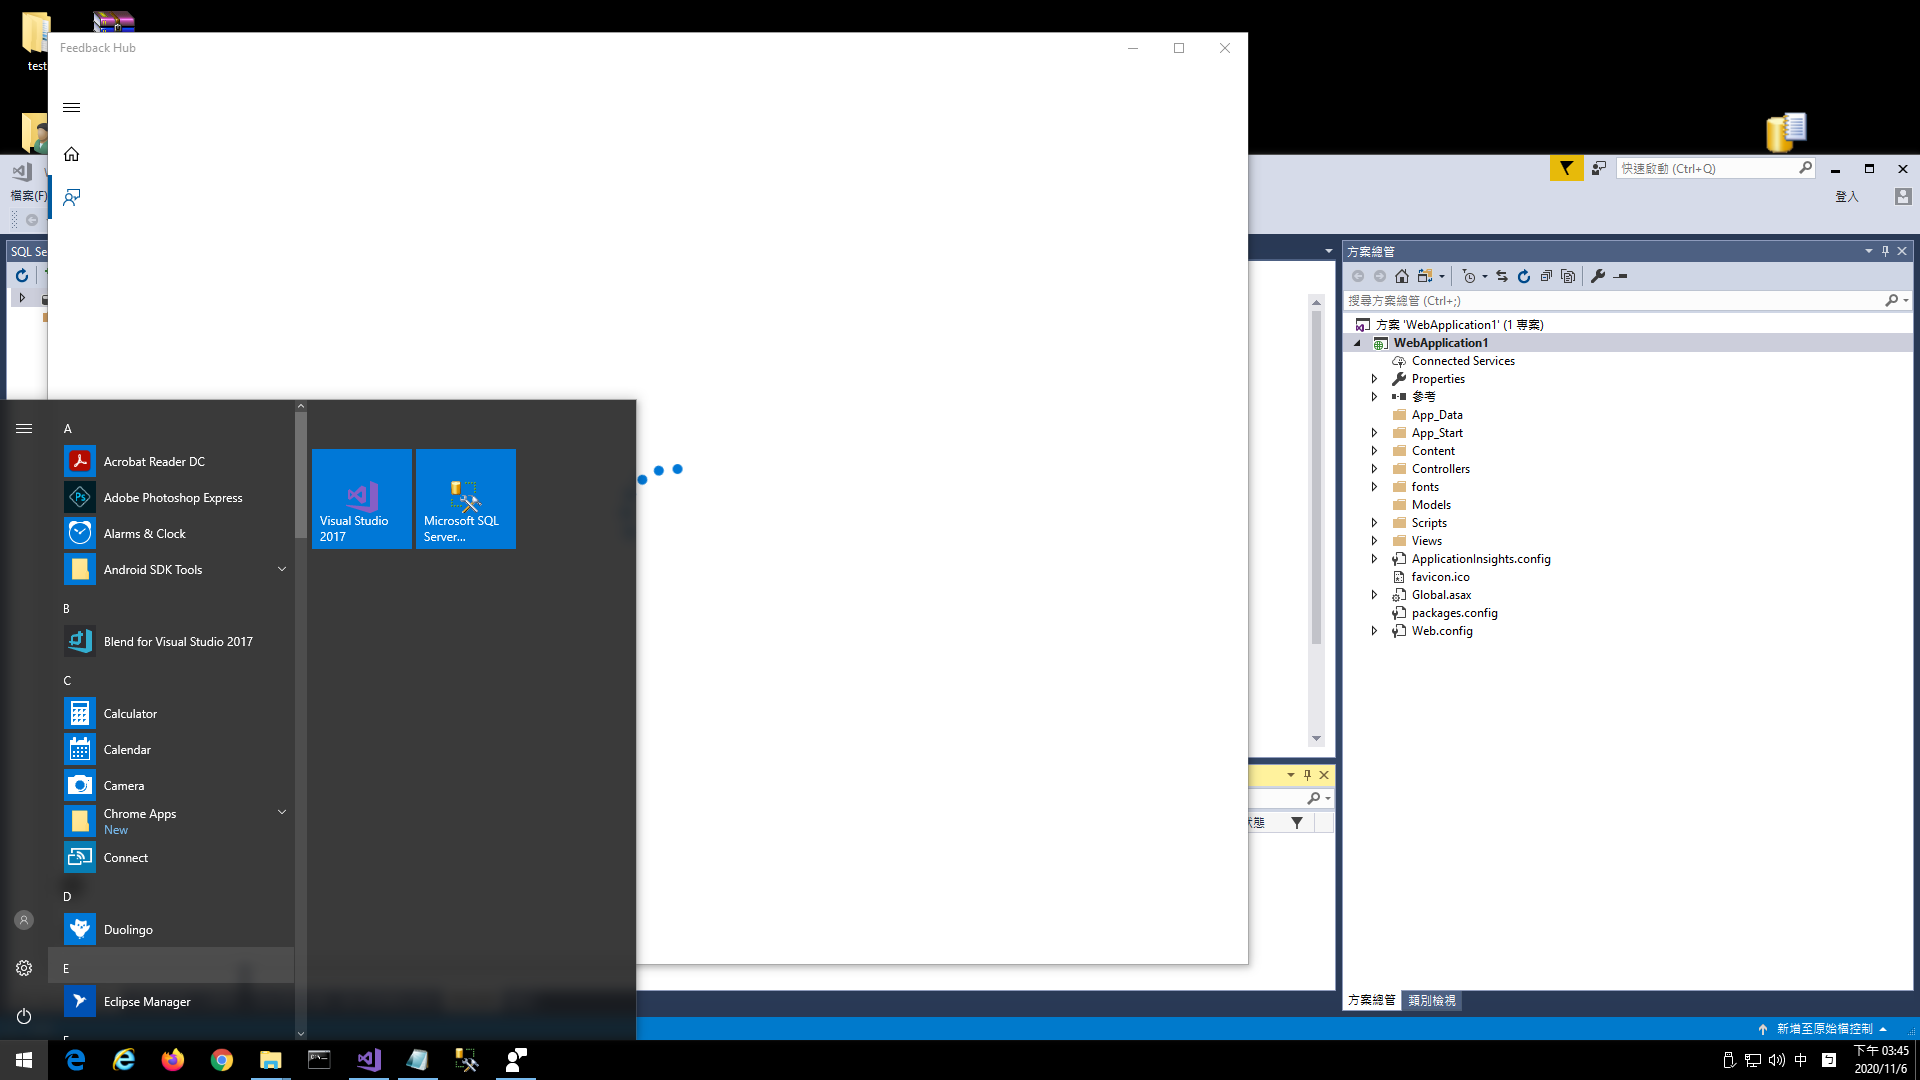 test
Feedback Hub
檔案(F)
快速啟動 (Ctrl+Q)
登入
SQL Se
方案總管
搜尋方案總管 (Ctrl+;)
方案 'WebApplication1' (1 專案)
WebApplication1
Connected Services
Properties
參考
App_Data
App_Start
Content
Controllers
fonts
Models
Scripts
Views
ApplicationInsights.config
favicon.ico
Global.asax
packages.config
Web.config
A
Acrobat Reader DC
Adobe Photoshop Express
Alarms & Clock
Android SDK Tools
B
Blend for Visual Studio 2017
C
Calculator
Calendar
Camera
Chrome Apps
New
Connect
D
Duolingo
E
Eclipse Manager
Visual Studio
2017
Microsoft SQL
Server...
方案總管
類別檢視
新增至原始檔控制
中
下午 03:45
2020/11/6